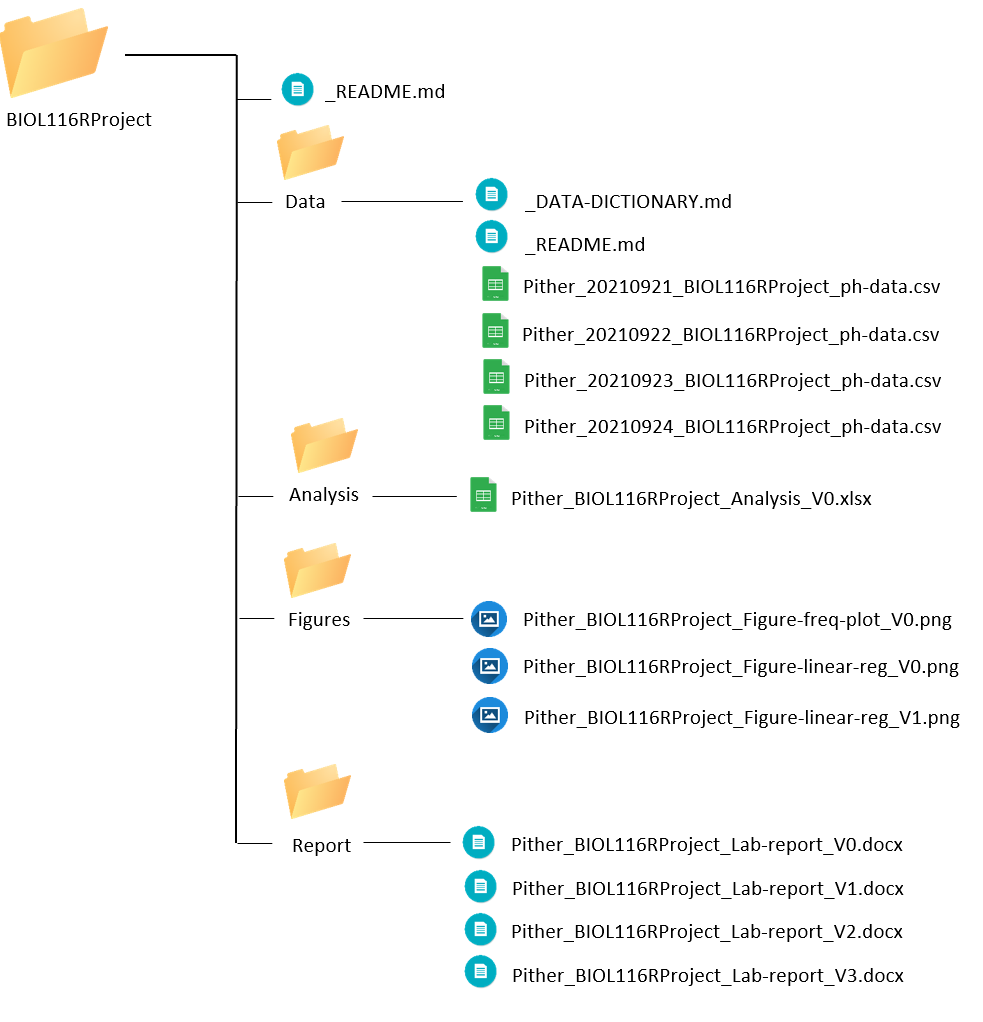 BIOL116RProject
_README.md
Data
_DATA-DICTIONARY.md
_README.md
Pither_20210921_BIOL116RProject_ph-data.csv
Pither_20210922_BIOL116RProject_ph-data.csv
Pither_20210923_BIOL116RProject_ph-data.csv
Pither_20210924_BIOL116RProject_ph-data.csv
Analysis
Pither_BIOL116RProject_Analysis_V0.xlsx
Figures
Pither_BIOL116RProject_Figure-freq-plot_V0.png
Pither_BIOL116RProject_Figure-linear-reg_V0.png
Pither_BIOL116RProject_Figure-linear-reg_V1.png
Report
Pither_BIOL116RProject_Lab-report_V0.docx
Pither_BIOL116RProject_Lab-report_V1.docx
Pither_BIOL116RProject_Lab-report_V2.docx
Pither_BIOL116RProject_Lab-report_V3.docx